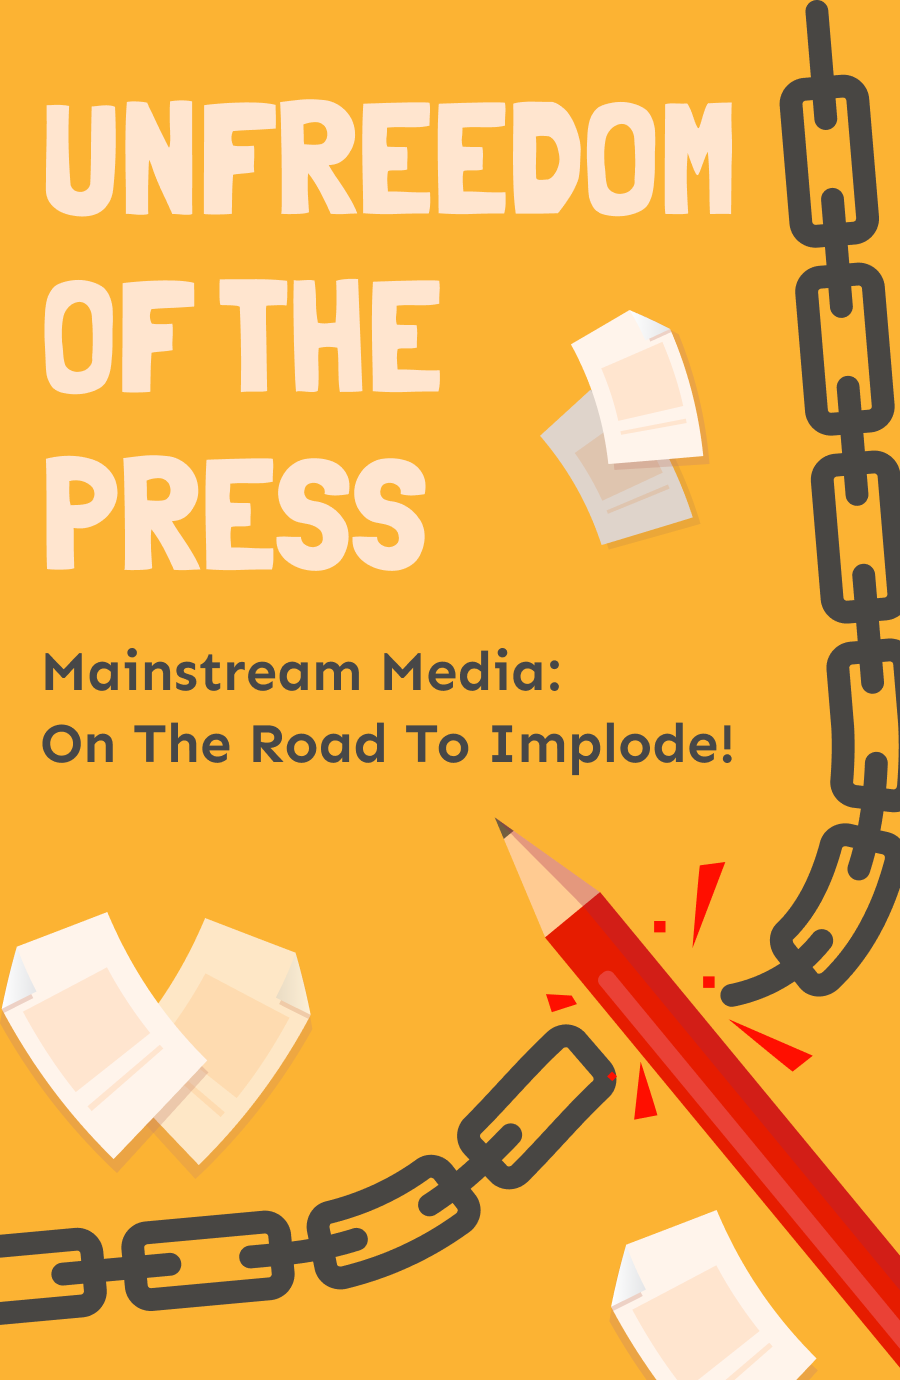 UNFREEDOM
OF THE
PRESS
Mainstream Media:
On The Road To Implode!